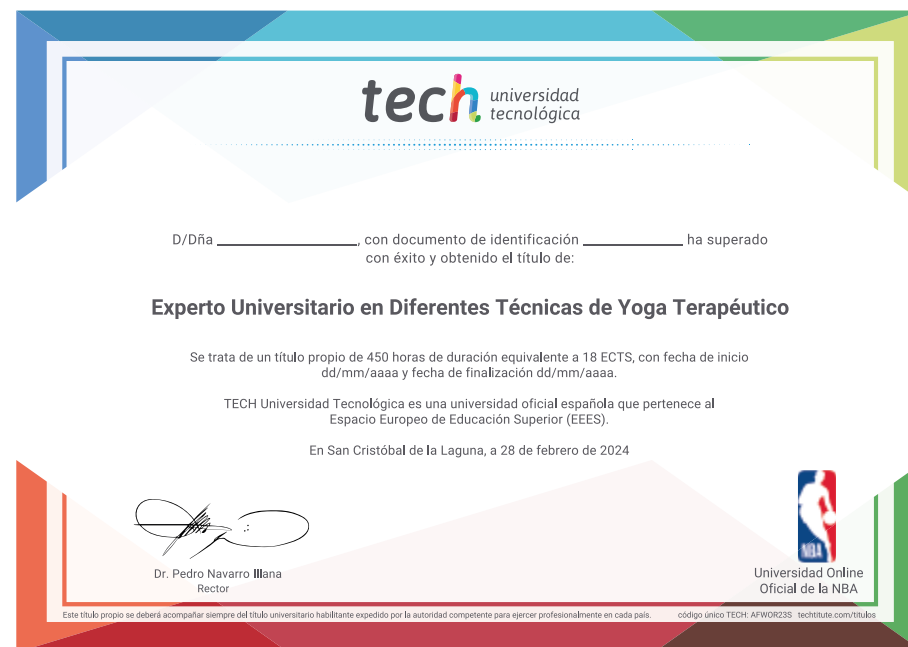 tech universidad
tecnológica
D/Dña ____________________, con documento de identificación ______________ ha superado
con éxito y obtenido el título de:
Experto Universitario en Diferentes Técnicas de Yoga Terapéutico
Se trata de un título propio de 450 horas de duración equivalente a 18 ECTS, con fecha de inicio
dd/mm/aaaa y fecha de finalización dd/mm/aaaa.
TECH Universidad Tecnológica es una universidad oficial española que pertenece al
Espacio Europeo de Educación Superior (EEES).
En San Cristóbal de la Laguna, a 28 de febrero de 2024
Dr. Pedro Navarro Illana
Rector
NBA
Universidad Online
Oficial de la NBA
Este título propio se deberá acompañar siempre del título universitario habilitante expedido por la autoridad competente para ejercer profesionalmente en cada país.
código único TECH: AFWOR23S techtitute.com/titulos